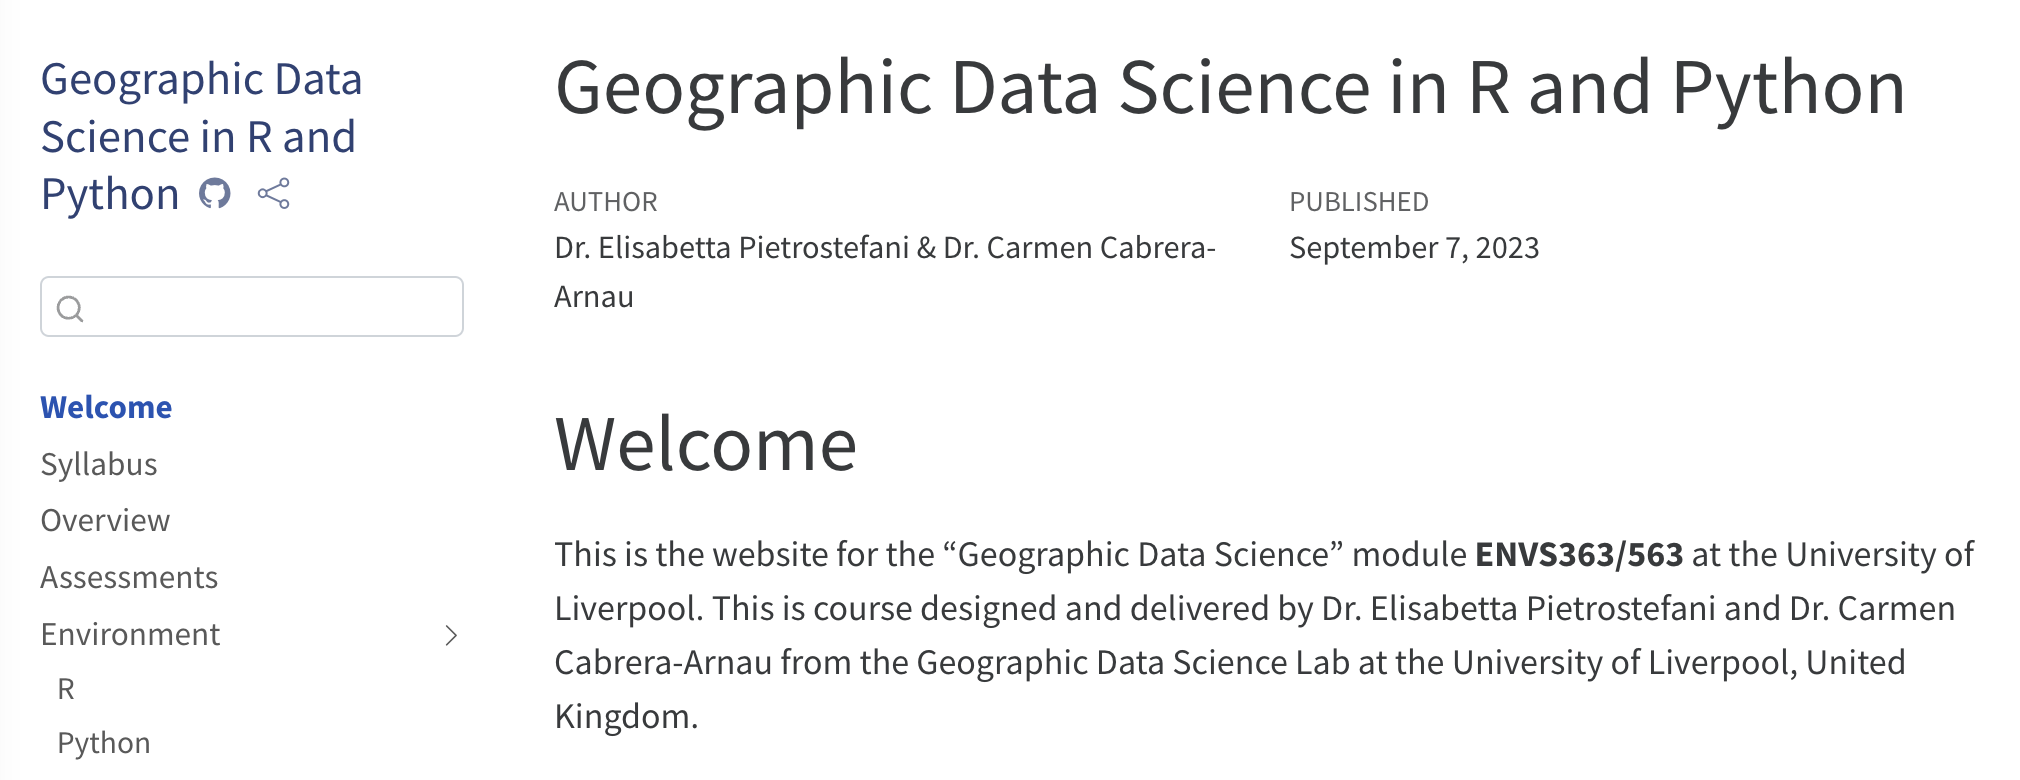 Geographic Data
Science in R and
Python
Welcome
Syllabus
Overview
Assessments
Environment
R
Python
Geographic Data Science in R and Python
AUTHOR
Dr. Elisabetta Pietrostefani & Dr. Carmen Cabrera-
Arnau
PUBLISHED
September 7, 2023
Welcome
This is the website for the “Geographic Data Science” module ENVS363/563 at the University of
Liverpool. This is course designed and delivered by Dr. Elisabetta Pietrostefani and Dr. Carmen
Cabrera-Arnau from the Geographic Data Science Lab at the University of Liverpool, United
Kingdom.